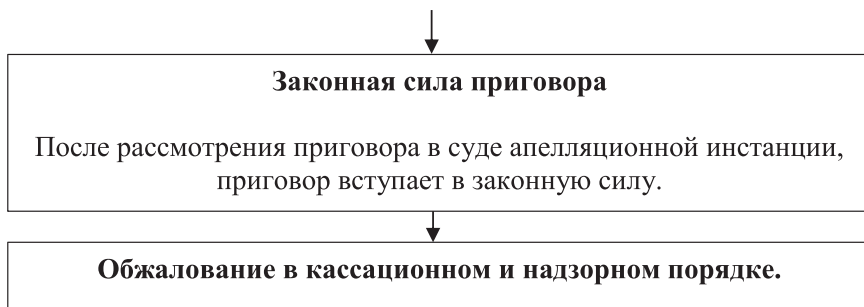 Законная сила приговора
После рассмотрения приговора в суде апелляционной инстанции,
приговор вступает в законную силу.
Обжалование в кассационном и надзорном порядке.